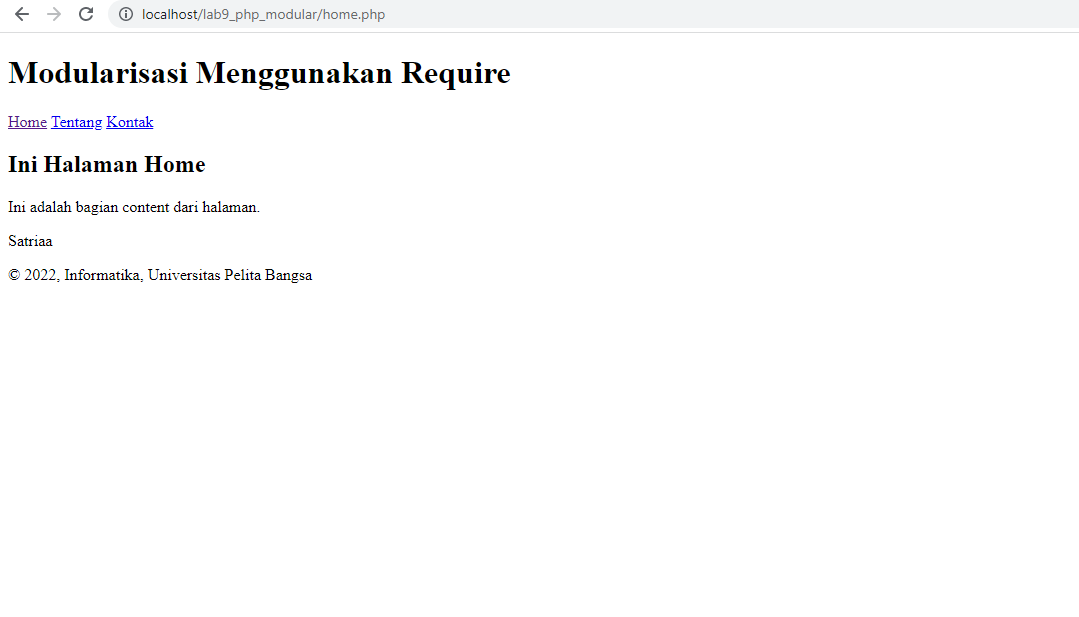 localhost/lab9_php_modular/home.php
Modularisasi Menggunakan Require
Home Tentang Kontak
Ini Halaman Home
Ini adalah bagian content dari halaman.
Satriaa
© 2022, Informatika, Universitas Pelita Bangsa